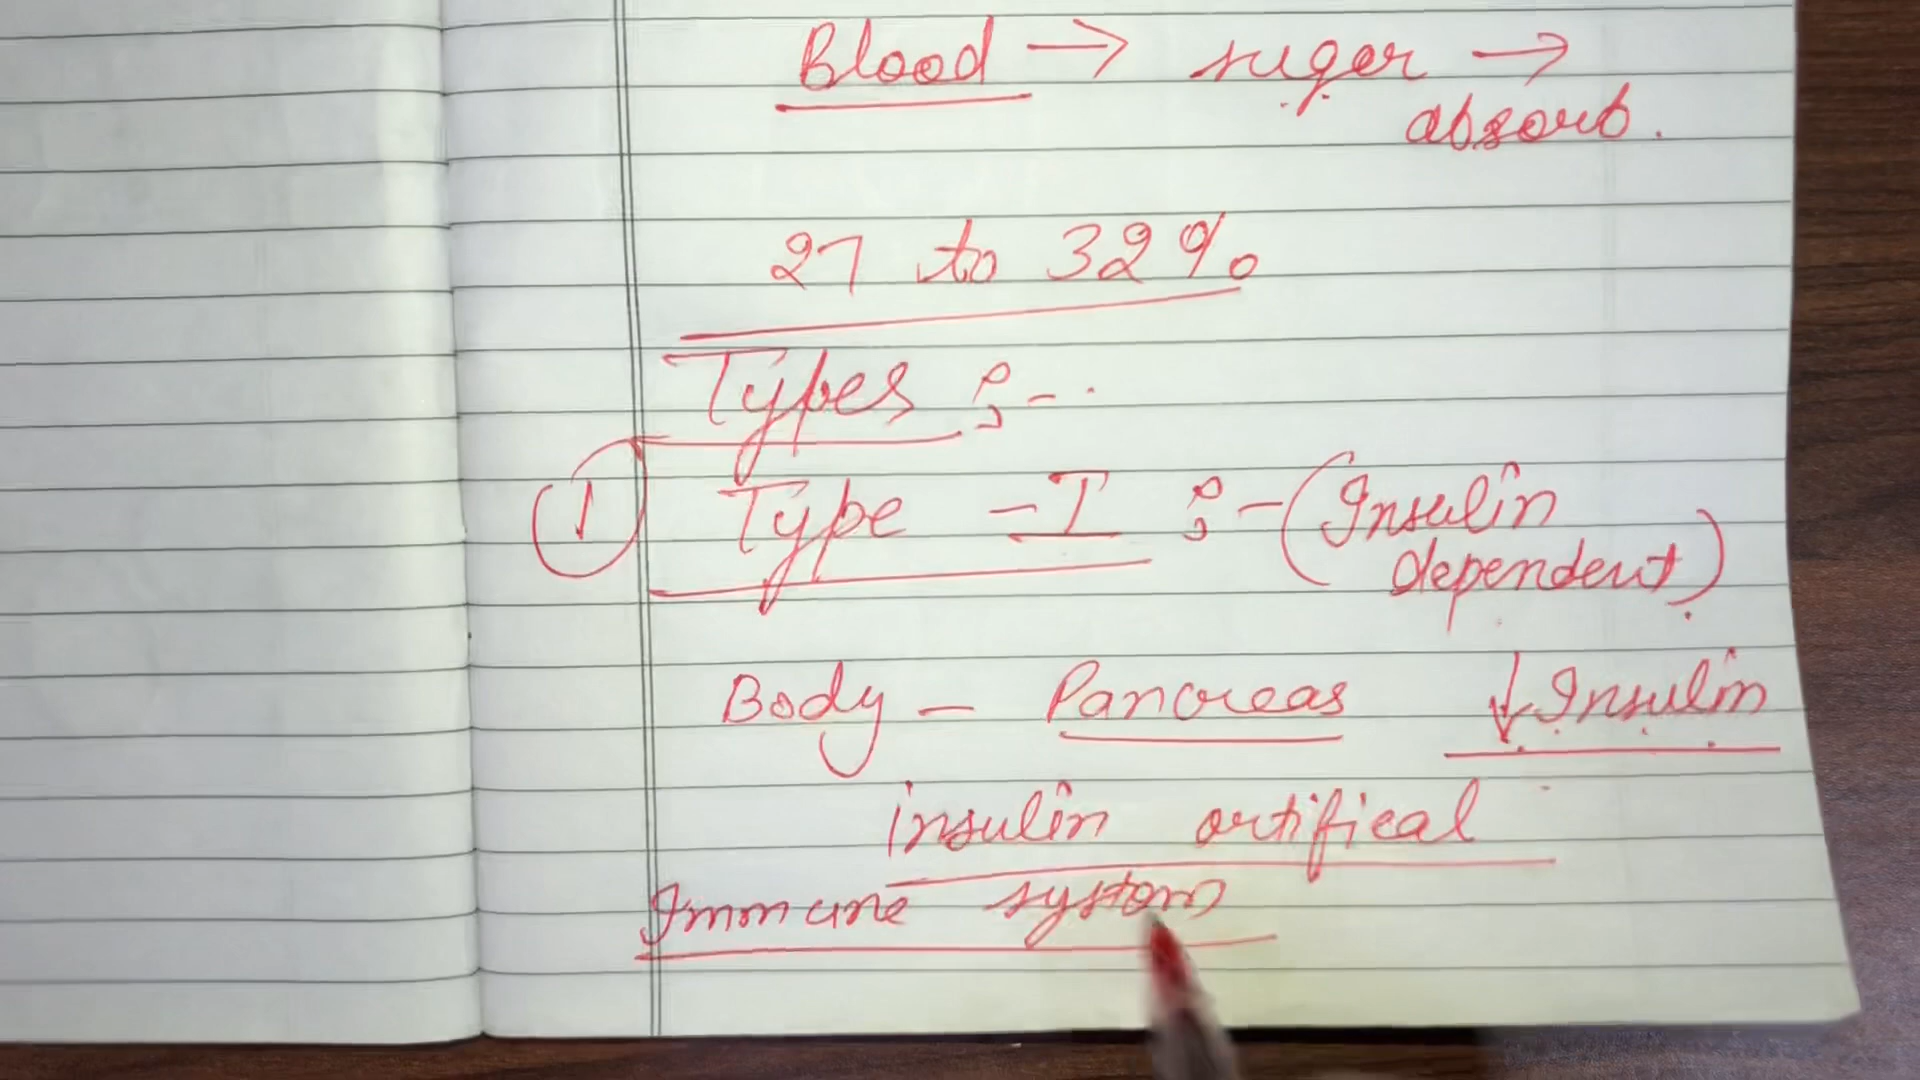 Blood → suger →
absorb.
27 to 32%
Types :-
① Type - I :- (Insulin
dependent)
Body - Pancreas ↓ Insulin
insulin artifical
Immune system